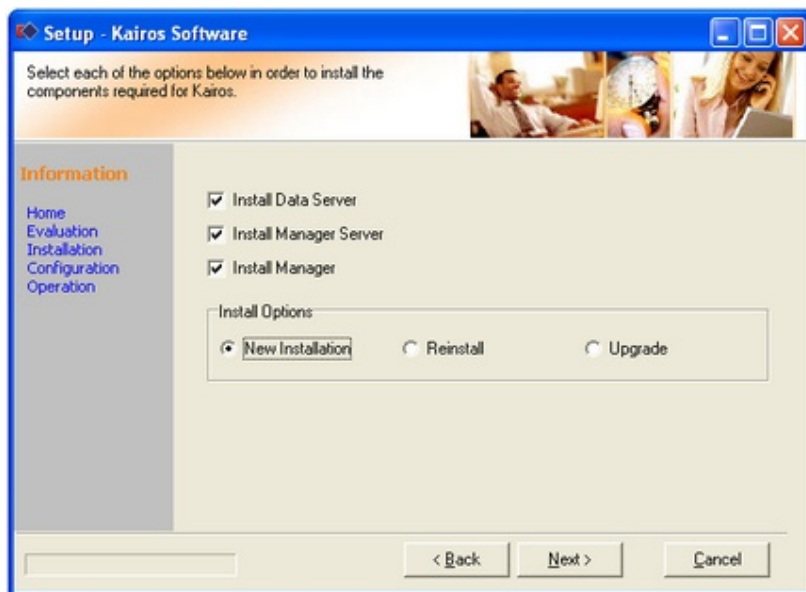 Setup - Kairos Software
Select each of the options below in order to install the
components required for Kairos.
Information
Home
Evaluation
Installation
Configuration
Operation
Install Data Server
Install Manager Server
Install Manager
Install Options
New Installation
Reinstall
Upgrade
< Back
Next >
Cancel